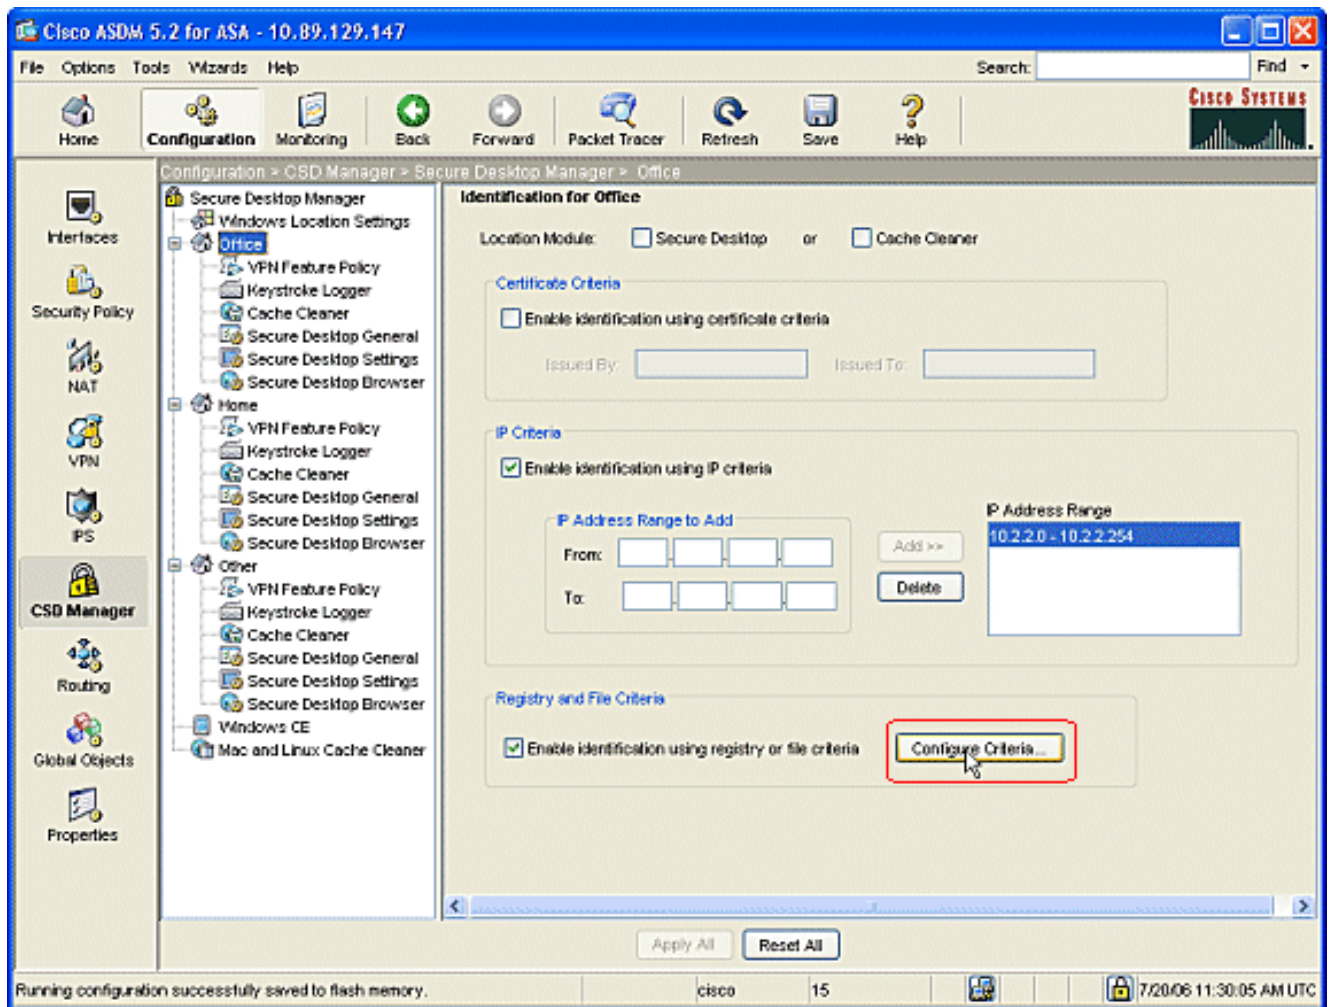 Cisco ASDM 5.2 for ASA - 10.89.129.147
File Options Tools Wizards Help Search: Find
Home Configuration Monitoring Back Forward Packet Tracer Refresh Save Help
CISCO SYSTEMS
Configuration > CSD Manager > Secure Desktop Manager > Office
Interfaces
Security Policy
NAT
VPN
IPS
CSD Manager
Routing
Global Objects
Properties
Secure Desktop Manager
Windows Location Settings
Office
VPN Feature Policy
Keystroke Logger
Cache Cleaner
Secure Desktop General
Secure Desktop Settings
Secure Desktop Browser
Home
VPN Feature Policy
Keystroke Logger
Cache Cleaner
Secure Desktop General
Secure Desktop Settings
Secure Desktop Browser
Other
VPN Feature Policy
Keystroke Logger
Cache Cleaner
Secure Desktop General
Secure Desktop Settings
Secure Desktop Browser
Windows CE
Mac and Linux Cache Cleaner
Identification for Office
Location Module: Secure Desktop or Cache Cleaner
Certificate Criteria
Enable identification using certificate criteria
Issued By: Issued To:
IP Criteria
Enable identification using IP criteria
IP Address Range to Add
From:
To:
Add >>
Delete
IP Address Range
10.2.2.0 - 10.2.2.254
Registry and File Criteria
Enable identification using registry or file criteria
Configure Criteria...
Apply All Reset All
Running configuration successfully saved to flash memory. cisco 15 7/20/06 11:30:05 AM UTC